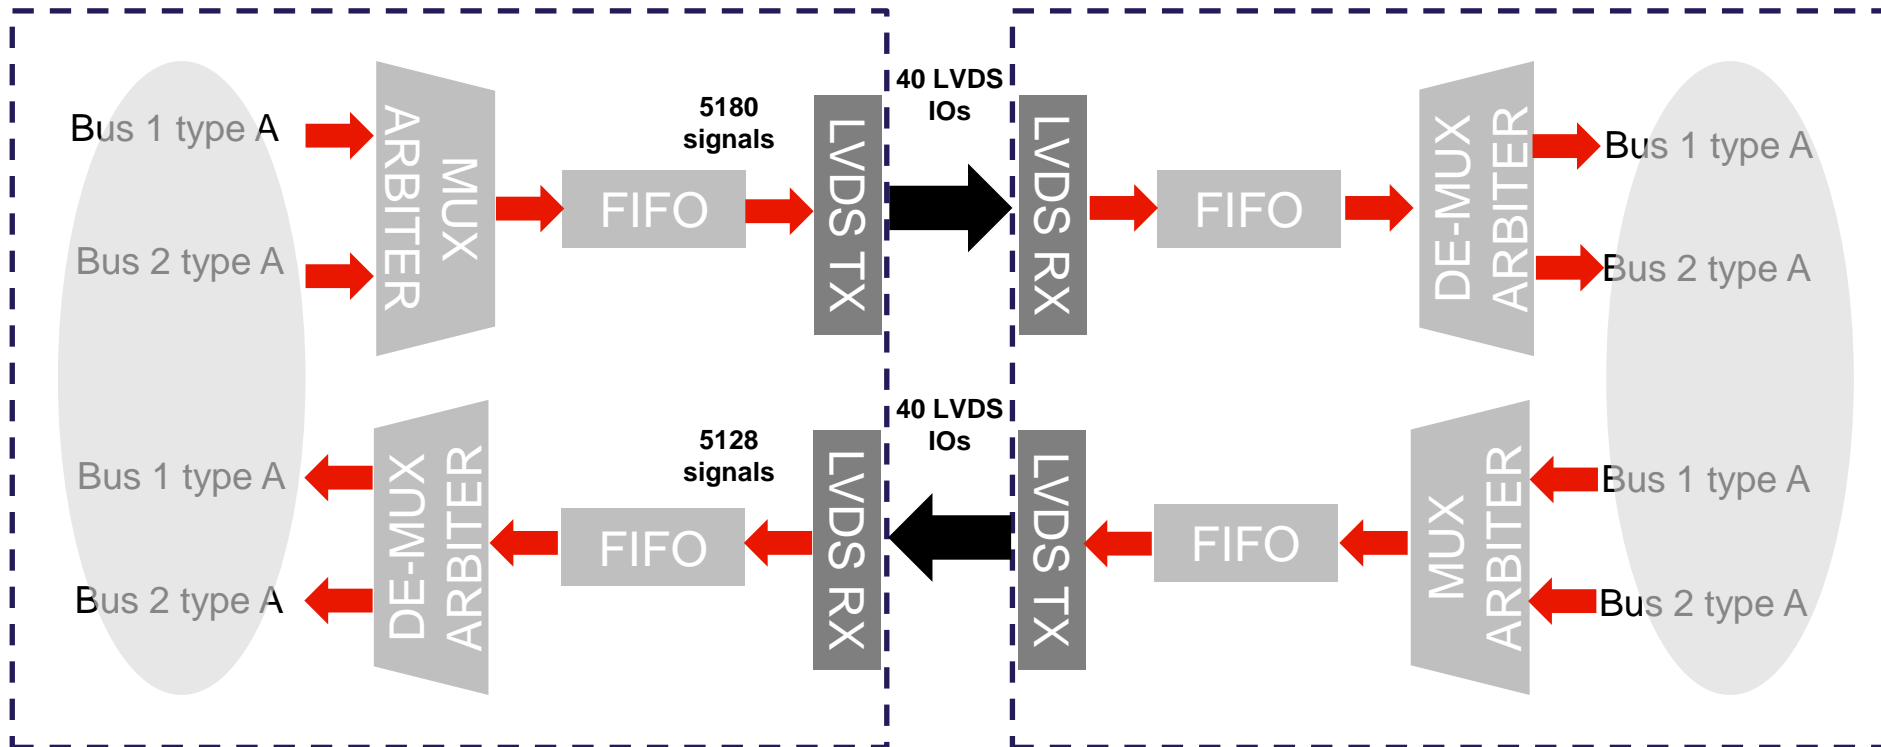 Bus 1 type A
Bus 2 type A
ARBITER
MUX
FIFO
5180
signals
LVDS TX
40 LVDS
IOs
LVDS RX
FIFO
DE-MUX
ARBITER
Bus 1 type A
Bus 2 type A
Bus 1 type A
Bus 2 type A
DE-MUX
ARBITER
FIFO
5128
signals
LVDS RX
40 LVDS
IOs
LVDS TX
FIFO
MUX
ARBITER
Bus 1 type A
Bus 2 type A